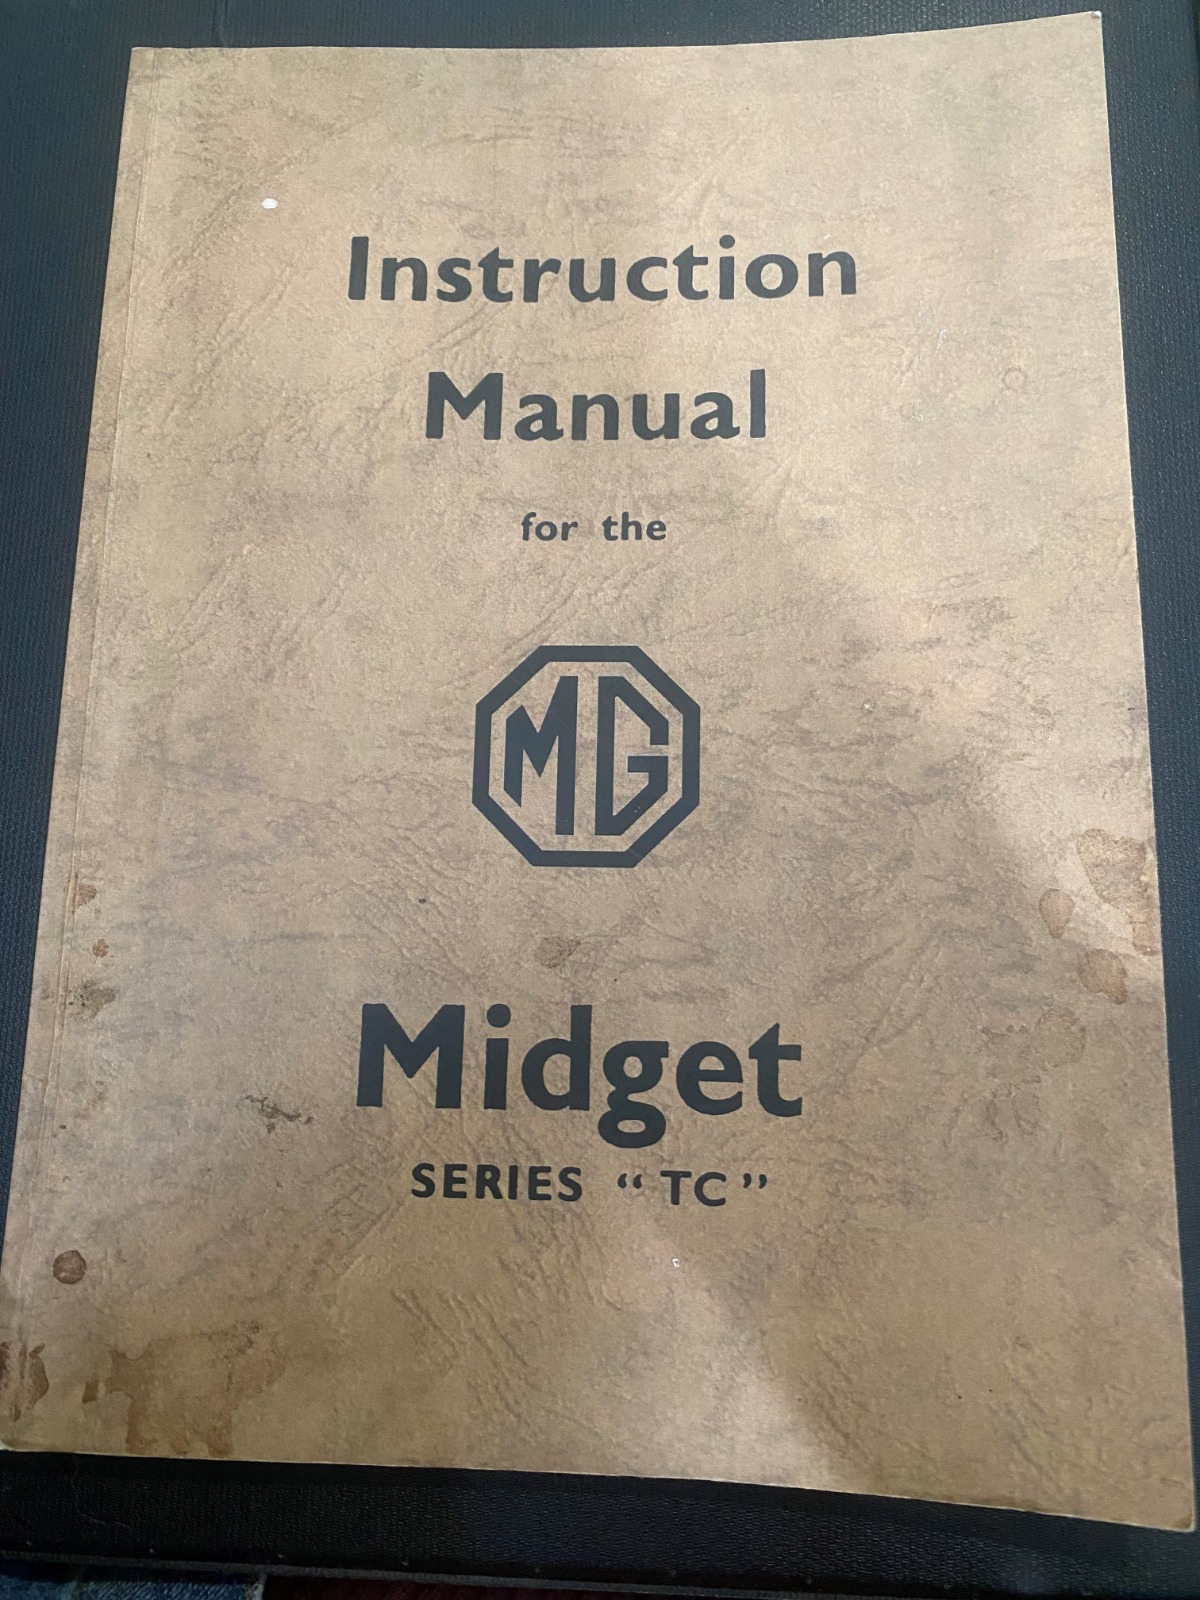 Instruction
Manual
for the
MG
Midget
SERIES “ TC ”